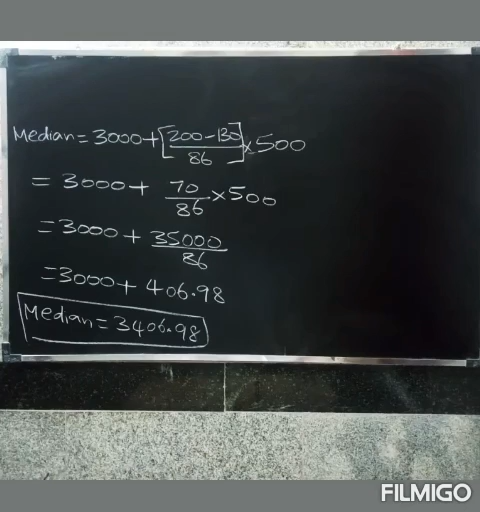 Median = 3000 + [200-130/86] × 500
= 3000 + 70/86 × 500
= 3000 + 35000/86
= 3000 + 406.98
Median = 3406.98
FILMIGO